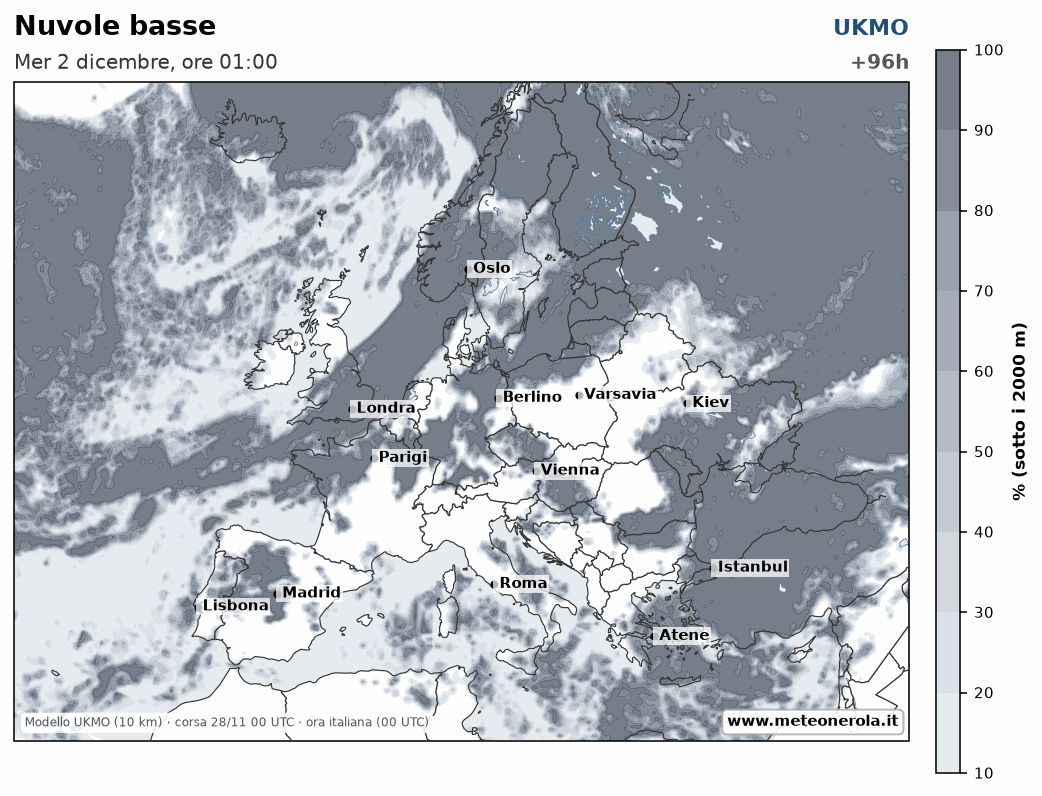 Nuvole basse
UKMO
Mer 2 dicembre, ore 01:00
+96h
Oslo
Londra
Berlino
Varsavia
Kiev
Parigi
Vienna
Istanbul
Roma
Madrid
Lisbona
Atene
Modello UKMO (10 km) · corsa 28/11 00 UTC · ora italiana (00 UTC)
www.meteonerola.it
100
90
80
70
60
50
40
30
20
10
% (sotto i 2000 m)